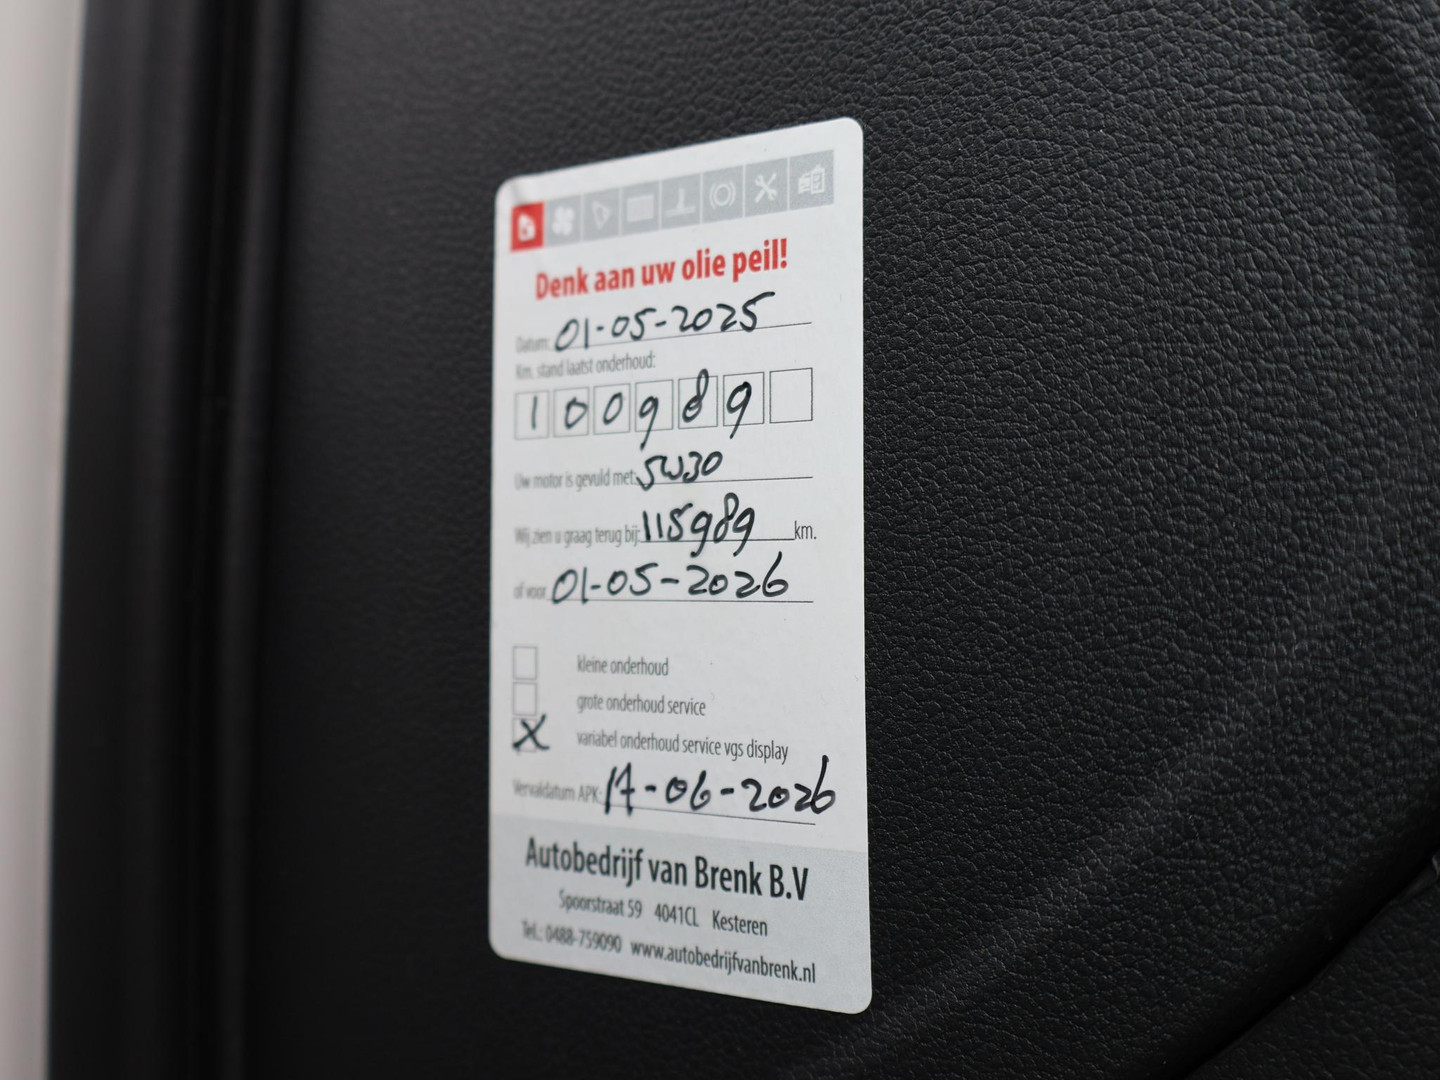 Denk aan uw olie peil!
Datum: 01-05-2025
Km. stand laatst onderhoud:
100989
Uw motor is gevuld met: 5W30
Wij zien u graag terug bij: 115989 km.
of voor 01-05-2026
kleine onderhoud
grote onderhoud service
X variabel onderhoud service vgs display
Vervaldatum APK: 17-06-2026
Autobedrijf van Brenk B.V
Spoorstraat 59 4041CL Kesteren
Tel.: 0488-759090 www.autobedrijfvanbrenk.nl